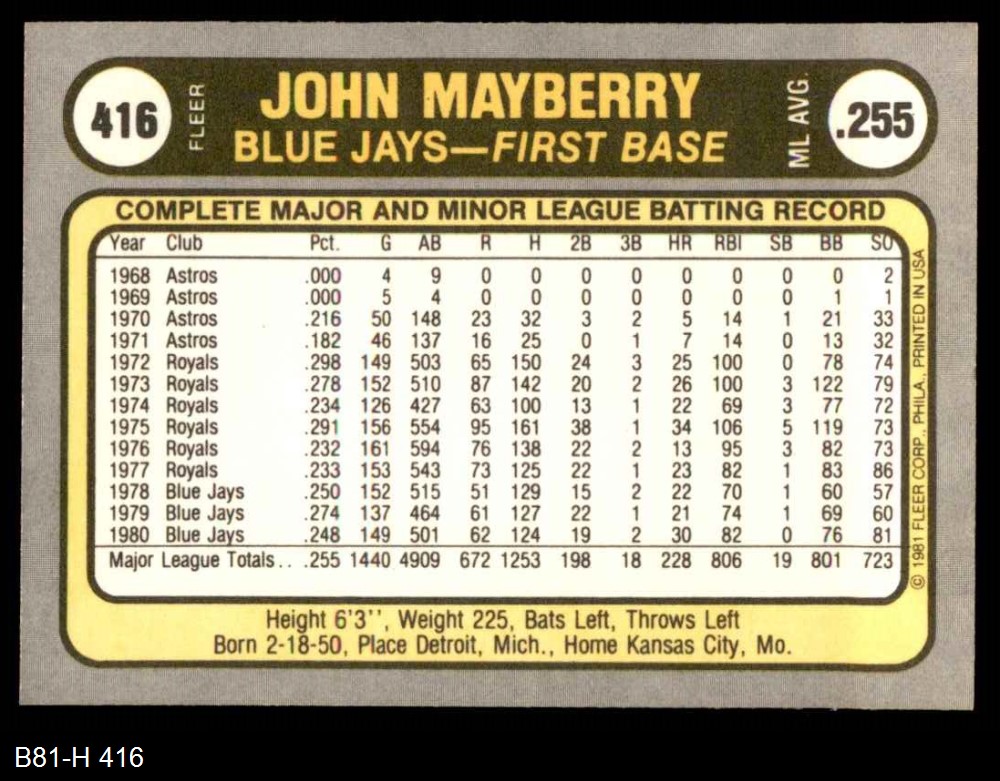 416 FLEER JOHN MAYBERRY ML AVG. .255
BLUE JAYS—FIRST BASE
COMPLETE MAJOR AND MINOR LEAGUE BATTING RECORD
Year Club Pct. G AB R H 2B 3B HR RBI SB BB SO
1968 Astros .000 4 9 0 0 0 0 0 0 0 0 2
1969 Astros .000 5 4 0 0 0 0 0 0 0 1 1
1970 Astros .216 50 148 23 32 3 2 5 14 1 21 33
1971 Astros .182 46 137 16 25 0 1 7 14 0 13 32
1972 Royals .298 149 503 65 150 24 3 25 100 0 78 74
1973 Royals .278 152 510 87 142 20 2 26 100 3 122 79
1974 Royals .234 126 427 63 100 13 1 22 69 3 77 72
1975 Royals .291 156 554 95 161 38 1 34 106 5 119 73
1976 Royals .232 161 594 76 138 22 2 13 95 3 82 73
1977 Royals .233 153 543 73 125 22 1 23 82 1 83 86
1978 Blue Jays .250 152 515 51 129 15 2 22 70 1 60 57
1979 Blue Jays .274 137 464 61 127 22 1 21 74 1 69 60
1980 Blue Jays .248 149 501 62 124 19 2 30 82 0 76 81
Major League Totals.. .255 1440 4909 672 1253 198 18 228 806 19 801 723
© 1981 FLEER CORP., PHILA., PRINTED IN USA
Height 6'3'', Weight 225, Bats Left, Throws Left
Born 2-18-50, Place Detroit, Mich., Home Kansas City, Mo.
B81-H 416